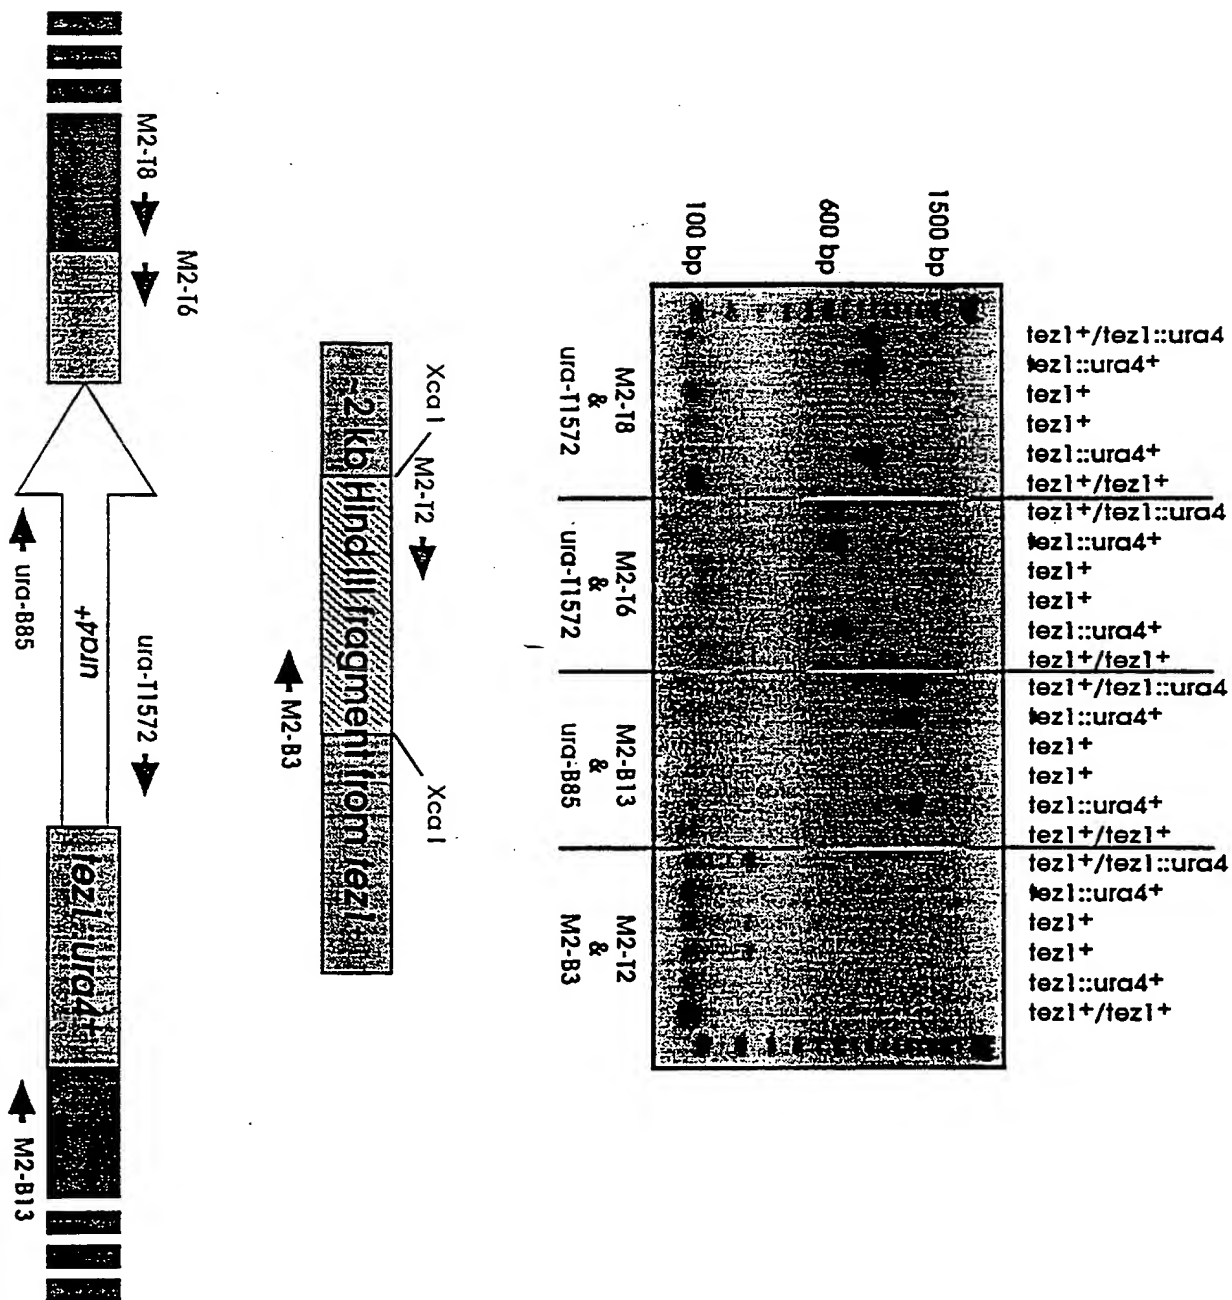 1500 bp
600 bp
100 bp
tez1+/tez1::ura4
tez1::ura4+
tez1+
tez1+
tez1::ura4+
tez1+/tez1+
tez1+/tez1::ura4
tez1::ura4+
tez1+
tez1+
tez1::ura4+
tez1+/tez1+
tez1+/tez1::ura4
tez1::ura4+
tez1+
tez1+
tez1::ura4+
tez1+/tez1+
tez1+/tez1::ura4
tez1::ura4+
tez1+
tez1+
tez1::ura4+
tez1+/tez1+
M2-T8
&
ura-T1572
M2-T6
&
ura-T1572
M2-B13
&
ura-B85
M2-T2
&
M2-B3
Xca I
M2-T2
Xca I
~2 kb Hind III fragment from tez1+
M2-B3
M2-T8
M2-T6
ura-T1572
ura4+
tez1::ura4+
ura-B85
M2-B13